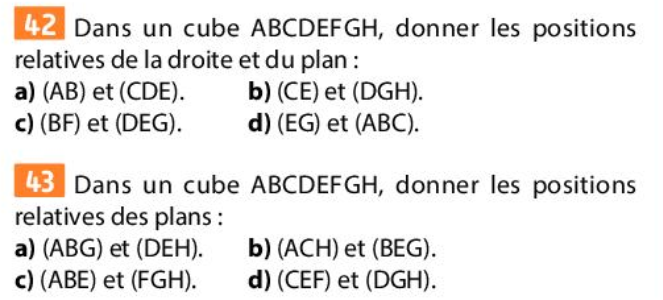 42 Dans un cube ABCDEFGH, donner les positions
relatives de la droite et du plan :
a) (AB) et (CDE). b) (CE) et (DGH).
c) (BF) et (DEG). d) (EG) et (ABC).
43 Dans un cube ABCDEFGH, donner les positions
relatives des plans :
a) (ABG) et (DEH). b) (ACH) et (BEG).
c) (ABE) et (FGH). d) (CEF) et (DGH).